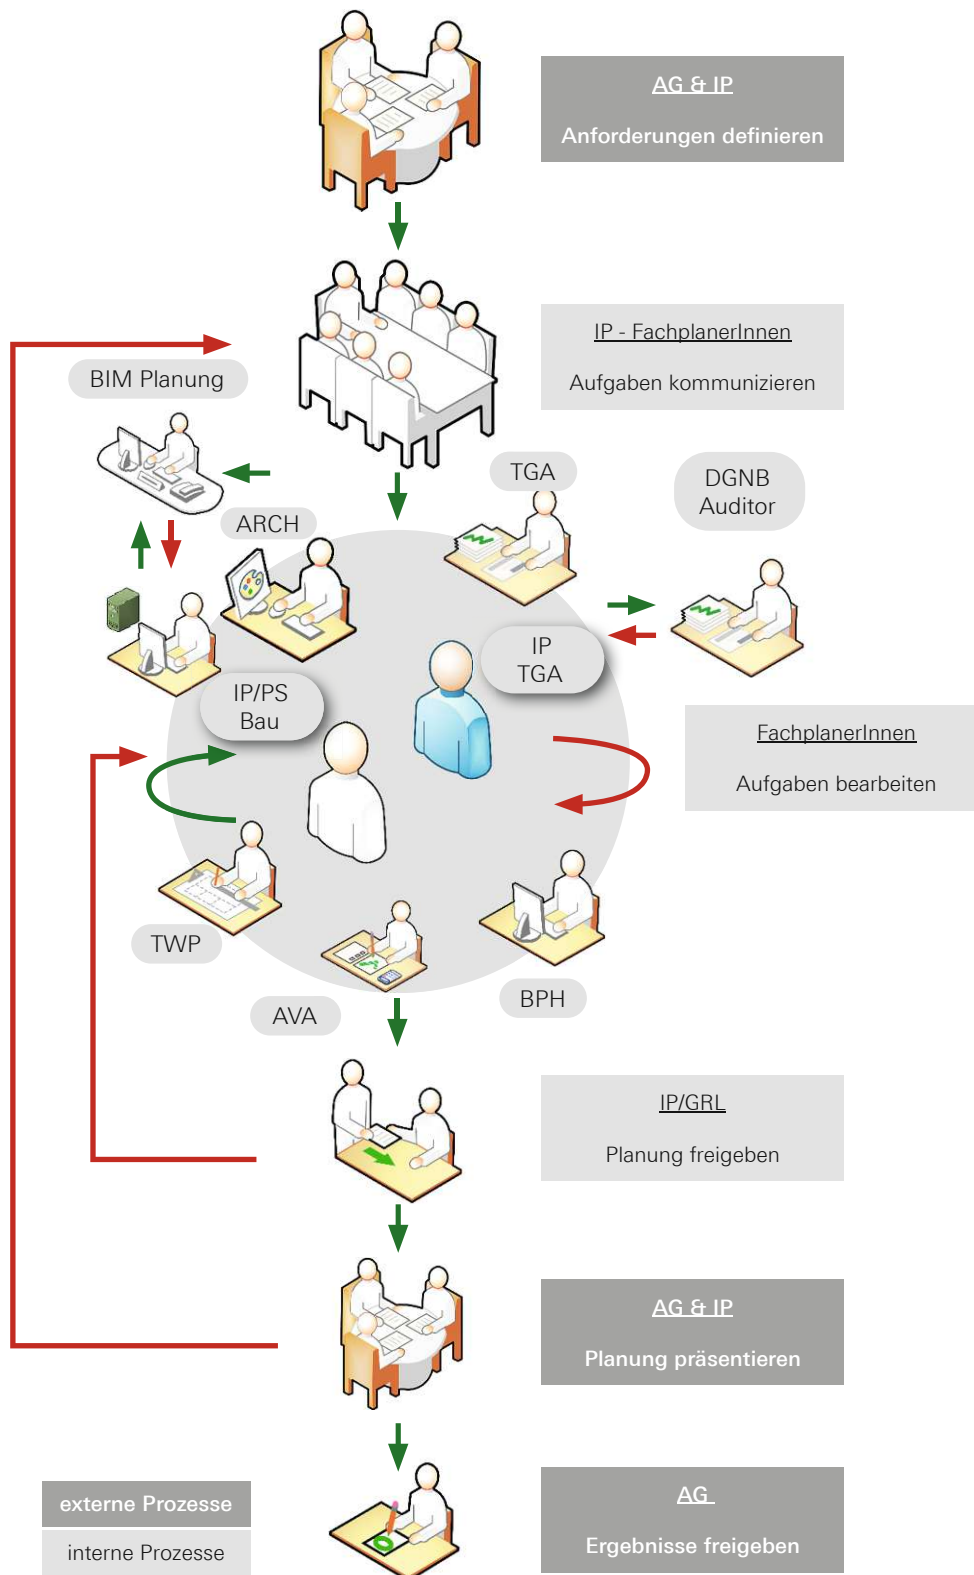 AG & IP
Anforderungen definieren
IP - FachplanerInnen
Aufgaben kommunizieren
BIM Planung
TGA
DGNB
Auditor
ARCH
IP
TGA
IP/PS
Bau
FachplanerInnen
Aufgaben bearbeiten
TWP
BPH
AVA
IP/GRL
Planung freigeben
AG & IP
Planung präsentieren
AG
Ergebnisse freigeben
externe Prozesse
interne Prozesse